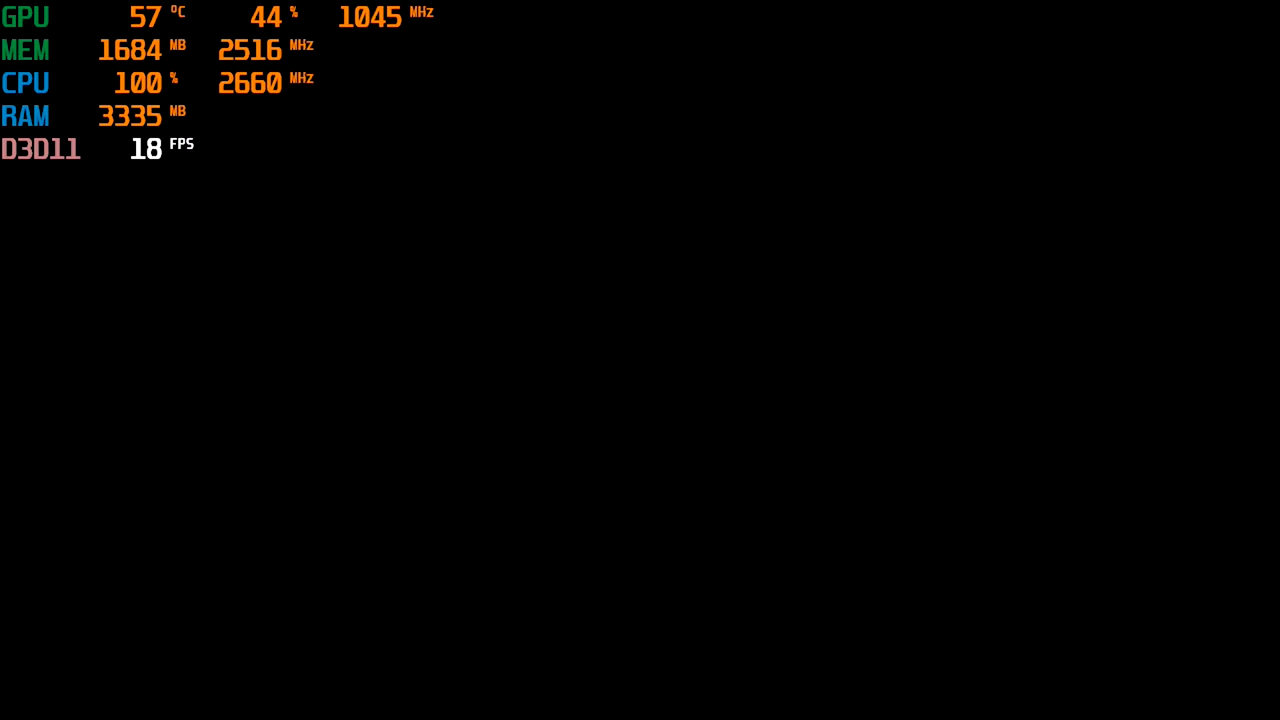 GPU 57 °C 44 % 1045 MHz
MEM 1684 MB 2516 MHz
CPU 100 % 2660 MHz
RAM 3335 MB
D3D11 18 FPS